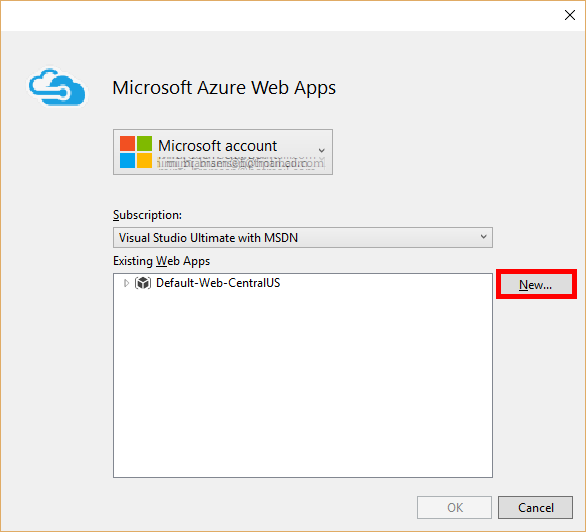 Microsoft Azure Web Apps
Microsoft account
Subscription:
Visual Studio Ultimate with MSDN
Existing Web Apps
Default-Web-CentralUS
New...
OK
Cancel